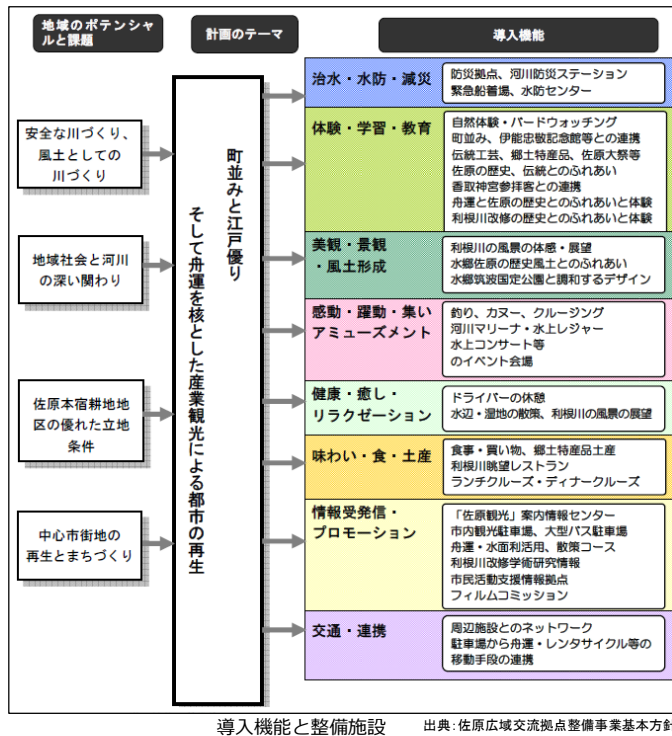 地域のポテンシャ
ルと課題
計画のテーマ
導入機能
安全な川づくり、
風土としての
川づくり
地域社会と河川
の深い関わり
佐原本宿耕地地
区の優れた立地
条件
中心市街地の
再生とまちづくり
町並みと江戸優り
そして舟運を核とした産業観光による都市の再生
治水・水防・減災
防災拠点、河川防災ステーション
緊急船着場、水防センター
体験・学習・教育
自然体験・バードウォッチング
町並み、伊能忠敬記念館等との連携
伝統工芸、郷土特産品、佐原大祭等
佐原の歴史、伝統とのふれあい
香取神宮参拝客との連携
舟運と佐原の歴史とのふれあいと体験
利根川改修の歴史とのふれあいと体験
美観・景観
・風土形成
利根川の風景の体感・展望
水郷佐原の歴史風土とのふれあい
水郷筑波国定公園と調和するデザイン
感動・躍動・集い
アミューズメント
釣り、カヌー、クルージング
河川マリーナ・水上レジャー
水上コンサート等
のイベント会場
健康・癒し・
リラクゼーション
ドライバーの休憩
水辺・湿地の散策、利根川の風景の展望
味わい・食・土産
食事・買い物、郷土特産品土産
利根川眺望レストラン
ランチクルーズ・ディナークルーズ
情報受発信・
プロモーション
「佐原観光」案内情報センター
市内観光駐車場、大型バス駐車場
舟運・水面利活用、散策コース
利根川改修学術研究情報
市民活動支援情報拠点
フィルムコミッション
交通・連携
周辺施設とのネットワーク
駐車場から舟運・レンタサイクル等の
移動手段の連携
導入機能と整備施設
出典:佐原広域交流拠点整備事業基本方針